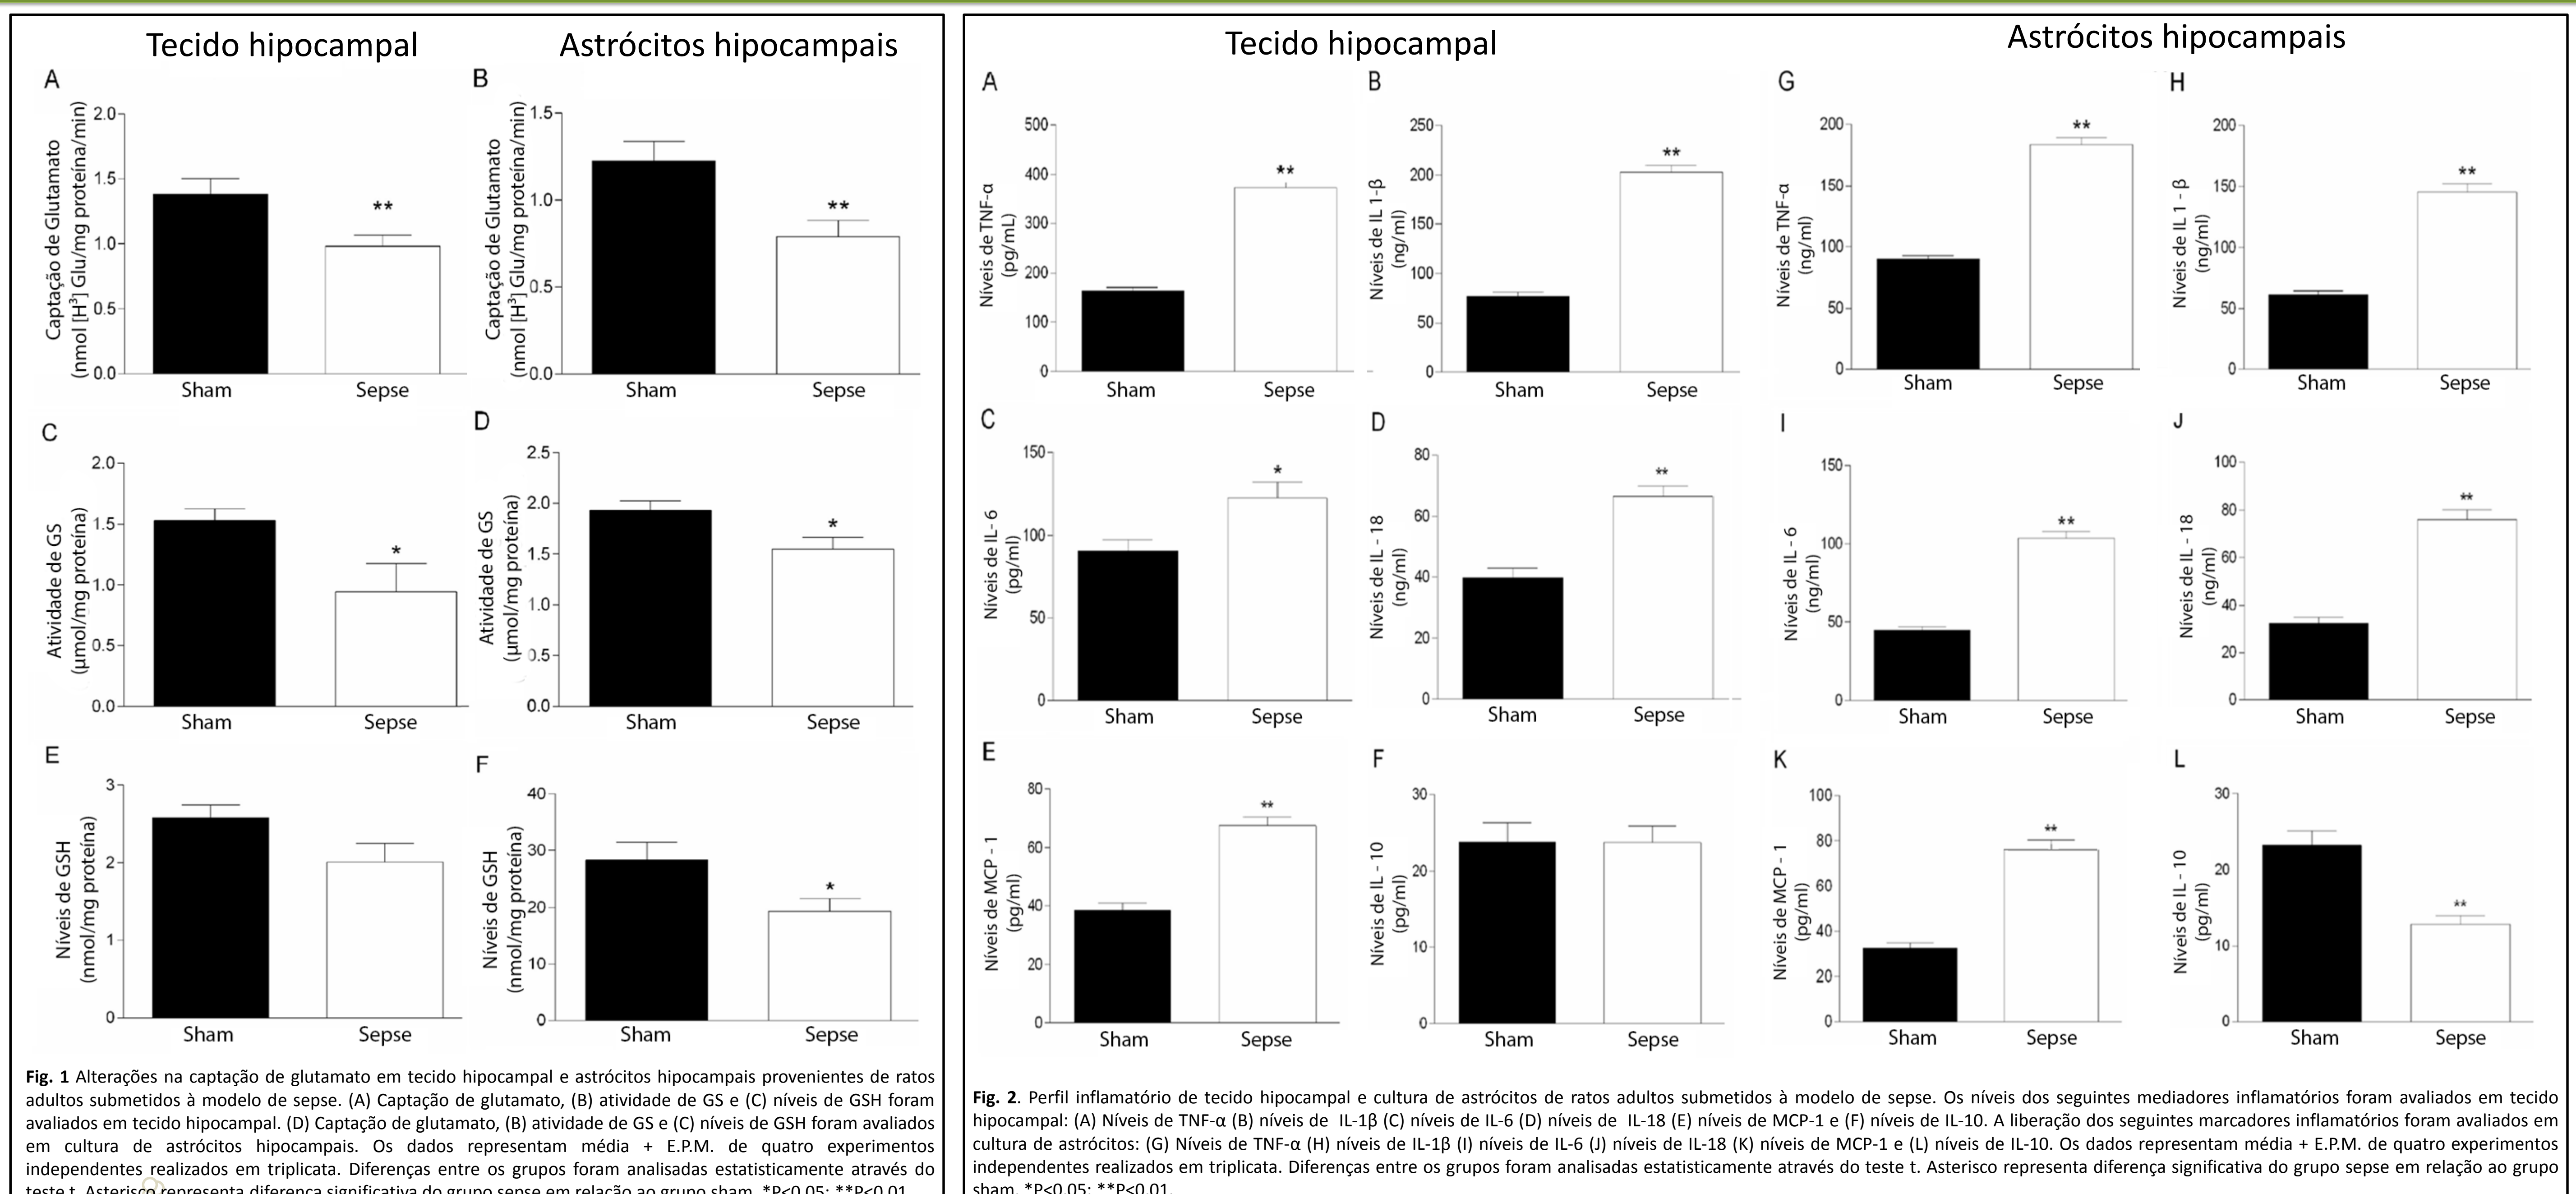 Tecido hipocampal
Astrócitos hipocampais
A
Captação de Glutamato
(nmol [H³] Glu/mg proteína/min)
2.0
1.5
1.0
0.5
0.0
**
Sham
Sepse
B
Captação de Glutamato
(nmol [H³] Glu/mg proteína/min)
1.5
1.0
0.5
0.0
**
Sham
Sepse
C
Atividade de GS
(µmol/mg proteína)
2.0
1.5
1.0
0.5
0.0
*
Sham
Sepse
D
Atividade de GS
(µmol/mg proteína)
2.5
2.0
1.5
1.0
0.5
0.0
*
Sham
Sepse
E
Níveis de GSH
(nmol/mg proteína)
3
2
1
0
Sham
Sepse
F
Níveis de GSH
(nmol/mg proteína)
40
30
20
10
0
*
Sham
Sepse
Fig. 1 Alterações na captação de glutamato em tecido hipocampal e astrócitos hipocampais provenientes de ratos
adultos submetidos à modelo de sepse. (A) Captação de glutamato, (B) atividade de GS e (C) níveis de GSH foram
avaliados em tecido hipocampal. (D) Captação de glutamato, (B) atividade de GS e (C) níveis de GSH foram avaliados
em cultura de astrócitos hipocampais. Os dados representam média + E.P.M. de quatro experimentos
independentes realizados em triplicata. Diferenças entre os grupos foram analisadas estatisticamente através do
teste t. Asterisco representa diferença significativa do grupo sepse em relação ao grupo sham. *P<0.05; **P<0.01.
Tecido hipocampal
Astrócitos hipocampais
A
Níveis de TNF-α
(pg/mL)
500
400
300
200
100
0
**
Sham
Sepse
B
Níveis de IL 1-β
(ng/ml)
250
200
150
100
50
0
**
Sham
Sepse
G
Níveis de TNF-α
(ng/ml)
200
150
100
50
0
**
Sham
Sepse
H
Níveis de IL 1 - β
(ng/ml)
200
150
100
50
0
**
Sham
Sepse
C
Níveis de IL- 6
(pg/ml)
150
100
50
0
*
Sham
Sepse
D
Níveis de IL - 18
(ng/ml)
80
60
40
20
0
**
Sham
Sepse
I
Níveis de IL - 6
(ng/ml)
150
100
50
0
**
Sham
Sepse
J
Níveis de IL - 18
(ng/ml)
100
80
60
40
20
0
**
Sham
Sepse
E
Níveis de MCP - 1
(pg/ml)
80
60
40
20
0
**
Sham
Sepse
F
Níveis de IL - 10
(pg/ml)
30
20
10
0
Sham
Sepse
K
Níveis de MCP - 1
(pg/ml)
100
80
60
40
20
0
**
Sham
Sepse
L
Níveis de IL - 10
(pg/ml)
30
20
10
0
**
Sham
Sepse
Fig. 2. Perfil inflamatório de tecido hipocampal e cultura de astrócitos de ratos adultos submetidos à modelo de sepse. Os níveis dos seguintes mediadores inflamatórios foram avaliados em tecido
hipocampal: (A) Níveis de TNF-α (B) níveis de IL-1β (C) níveis de IL-6 (D) níveis de IL-18 (E) níveis de MCP-1 e (F) níveis de IL-10. A liberação dos seguintes marcadores inflamatórios foram avaliados em
cultura de astrócitos: (G) Níveis de TNF-α (H) níveis de IL-1β (I) níveis de IL-6 (J) níveis de IL-18 (K) níveis de MCP-1 e (L) níveis de IL-10. Os dados representam média + E.P.M. de quatro experimentos
independentes realizados em triplicata. Diferenças entre os grupos foram analisadas estatisticamente através do teste t. Asterisco representa diferença significativa do grupo sepse em relação ao grupo
sham. *P<0.05; **P<0.01.